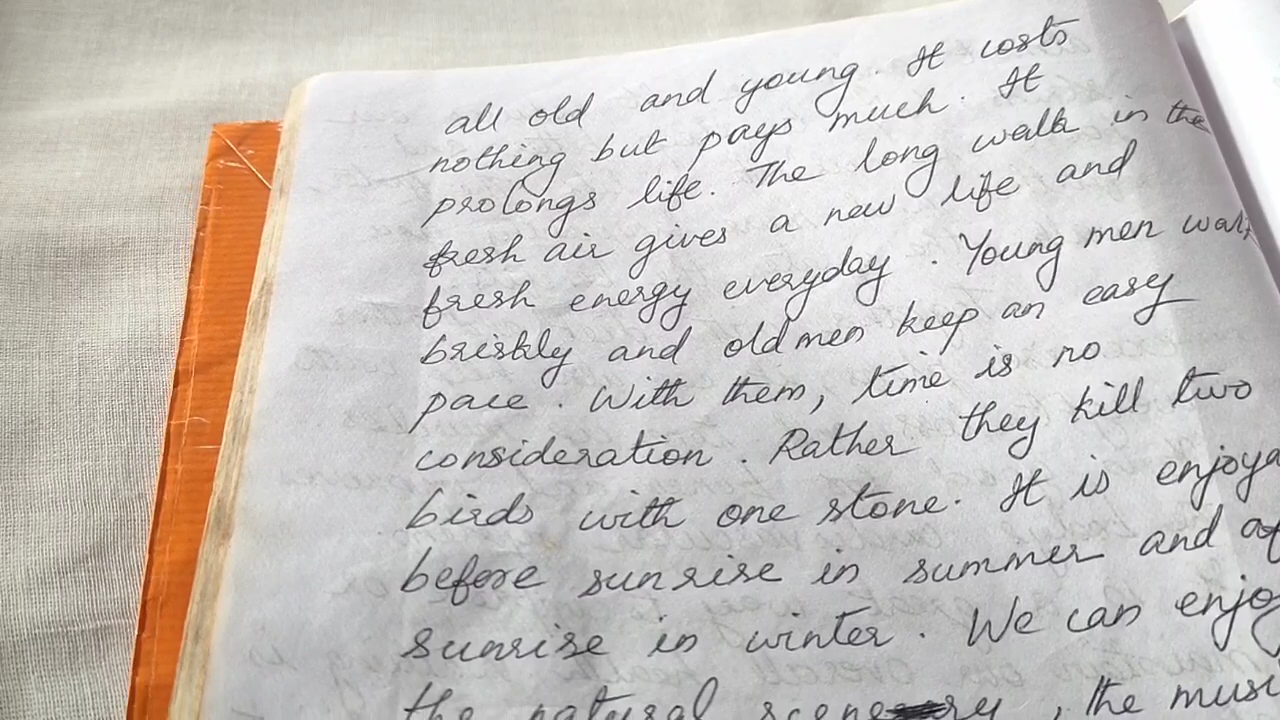 all old and young. It costs
nothing but pays much. It
prolongs life. The long walk in the
fresh air gives a new life and
fresh energy everyday. Young men walk
briskly and old men keep an easy
pace. With them, time is no
consideration. Rather they kill two
birds with one stone. It is enjoya
before sunrise in summer and af
sunrise in winter. We can enjo
the natural scenery, the musi